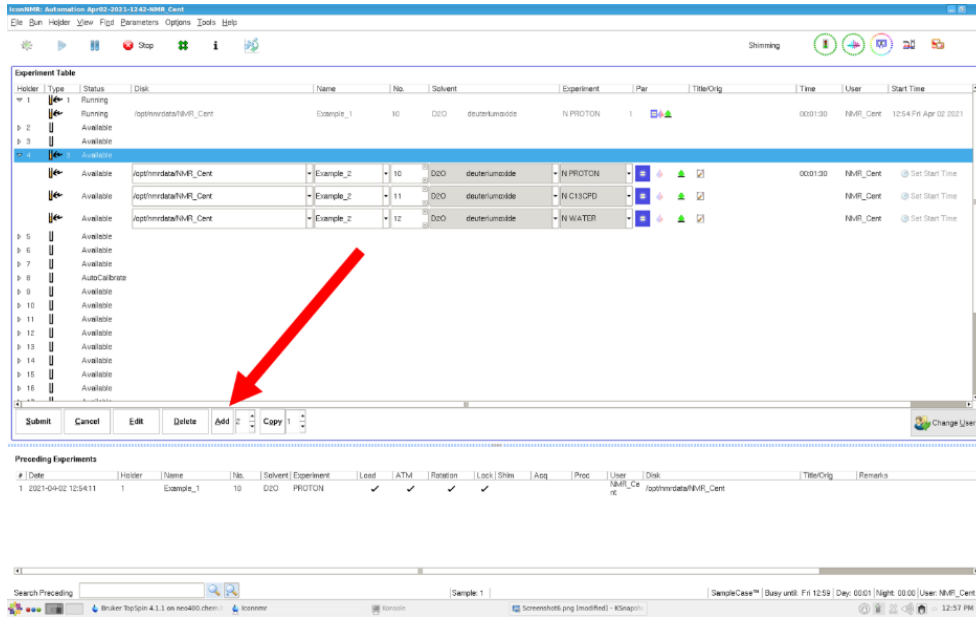 IconNMR: Automation Apr02-2021-1242-NMR_Cent
File Run Holder View Find Parameters Options Tools Help
Stop i Shimming
Experiment Table
Holder Type Status Disk Name No. Solvent Experiment Par Title/Orig Time User Start Time
1 1 Running
Running /opt/nmrdata/NMR_Cent Example_1 10 D2O deuteriumoxide N PROTON 1 00:01:30 NMR_Cent 12:54 Fri Apr 02 2021
2 Available
3 Available
4 3 Available
Available /opt/nmrdata/NMR_Cent Example_2 10 D2O deuteriumoxide N PROTON 00:01:30 NMR_Cent Set Start Time
Available /opt/nmrdata/NMR_Cent Example_2 11 D2O deuteriumoxide N C13CPD NMR_Cent Set Start Time
Available /opt/nmrdata/NMR_Cent Example_2 12 D2O deuteriumoxide N WATER NMR_Cent Set Start Time
5 Available
6 Available
7 Available
8 AutoCalibrate
9 Available
10 Available
11 Available
12 Available
13 Available
14 Available
15 Available
16 Available
Submit Cancel Edit Delete Add 2 Copy 1 Change User
Preceding Experiments
# Date Holder Name No. Solvent Experiment Load ATM Rotation Lock Shim Acq Proc User Disk Title/Orig Remarks
1 2021-04-02 12:54:11 1 Example_1 10 D2O PROTON ✓ ✓ ✓ ✓ NMR_Ce /opt/nmrdata/NMR_Cent
nt
Search Preceding Sample: 1 SampleCase™ Busy until: Fri 12:59 Day: 00:01 Night: 00:00 User: NMR_Cent
Bruker TopSpin 4.1.1 on neo400.chem. Iconnmr Konsole Screenshot6.png [modified] - KSnapsh 12:57 PM